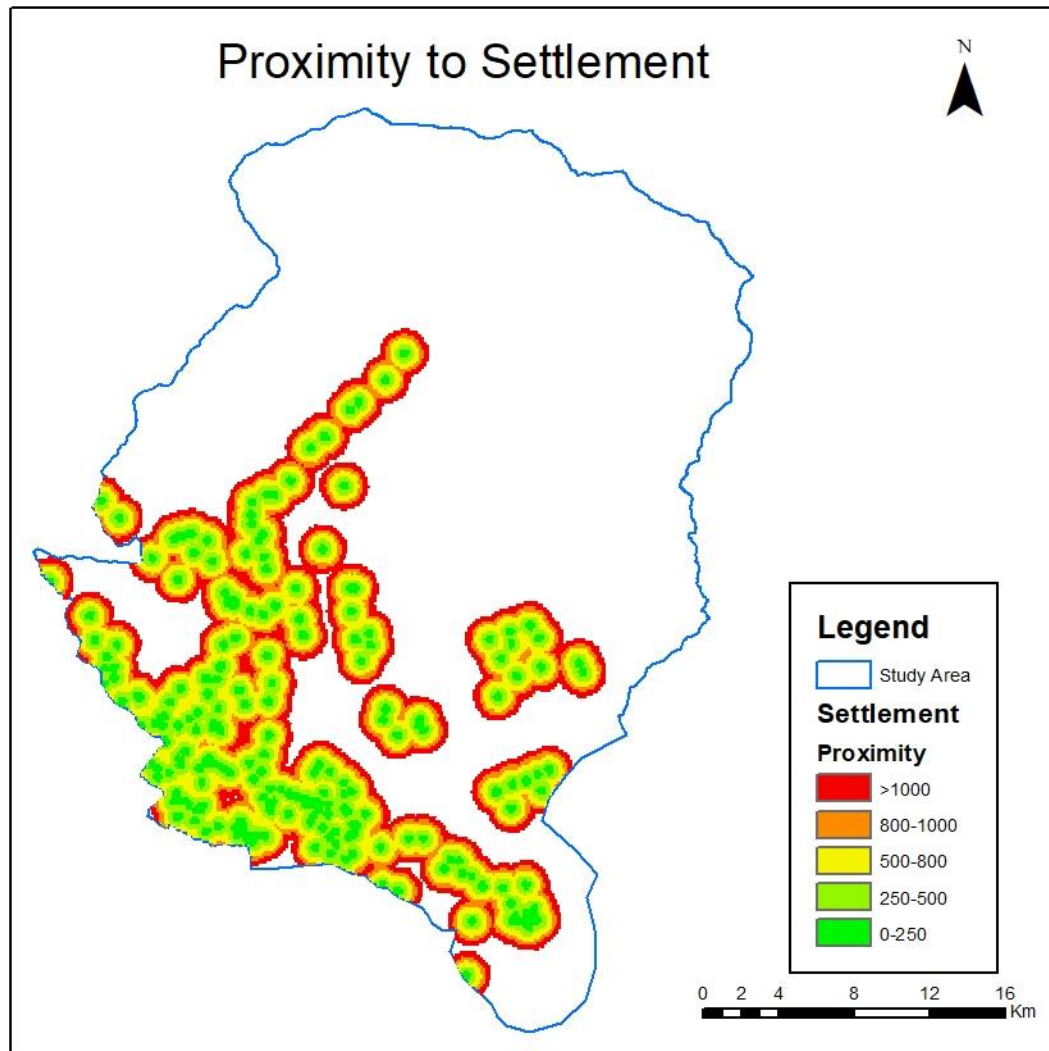 Proximity to Settlement
N
Legend
Study Area
Settlement
Proximity
>1000
800-1000
500-800
250-500
0-250
0 2 4 8 12 16
Km